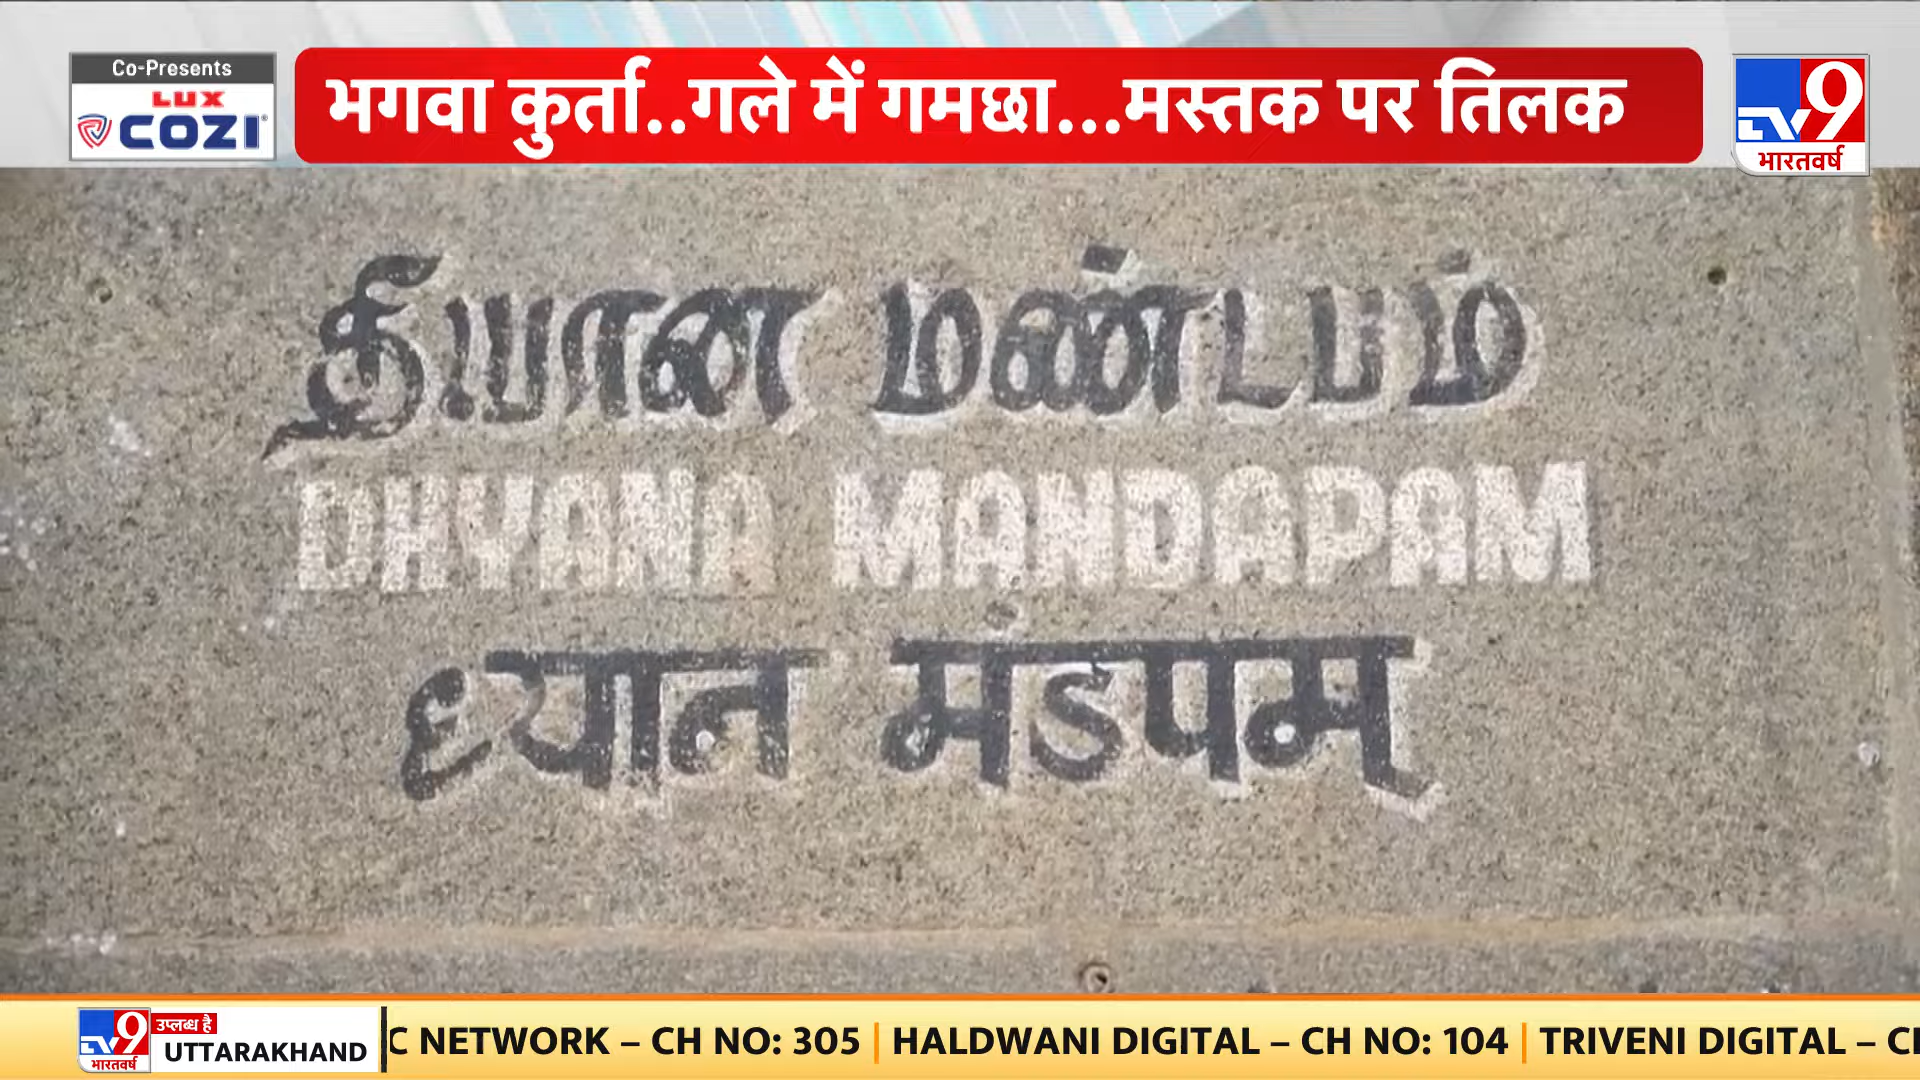 Co-Presents
LUX
COZI
भगवा कुर्ता..गले में गमछा...मस्तक पर तिलक
TV9
भारतवर्ष
தியான மண்டபம்
DHYANA MANDAPAM
ध्यान मंडपम्
TV9
भारतवर्ष
उपलब्ध है
UTTARAKHAND
C NETWORK – CH NO: 305 | HALDWANI DIGITAL – CH NO: 104 | TRIVENI DIGITAL –